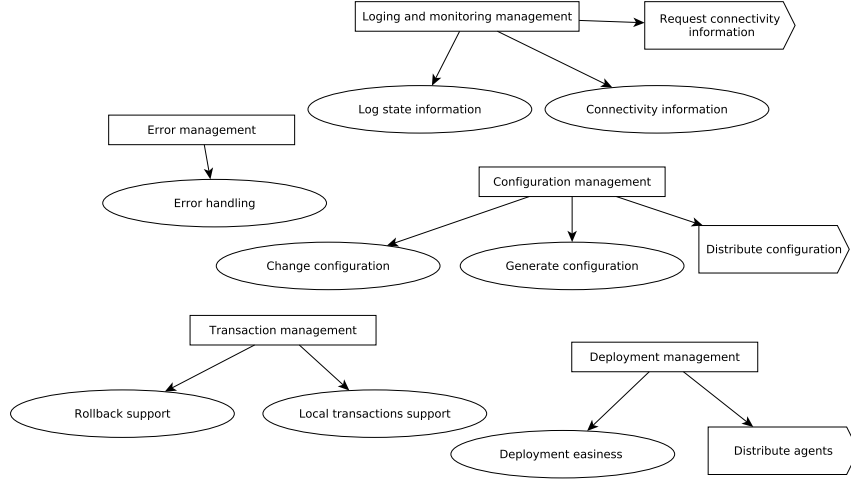 Loging and monitoring management
Request connectivity
information
Log state information
Connectivity information
Error management
Error handling
Configuration management
Change configuration
Generate configuration
Distribute configuration
Transaction management
Rollback support
Local transactions support
Deployment management
Deployment easiness
Distribute agents